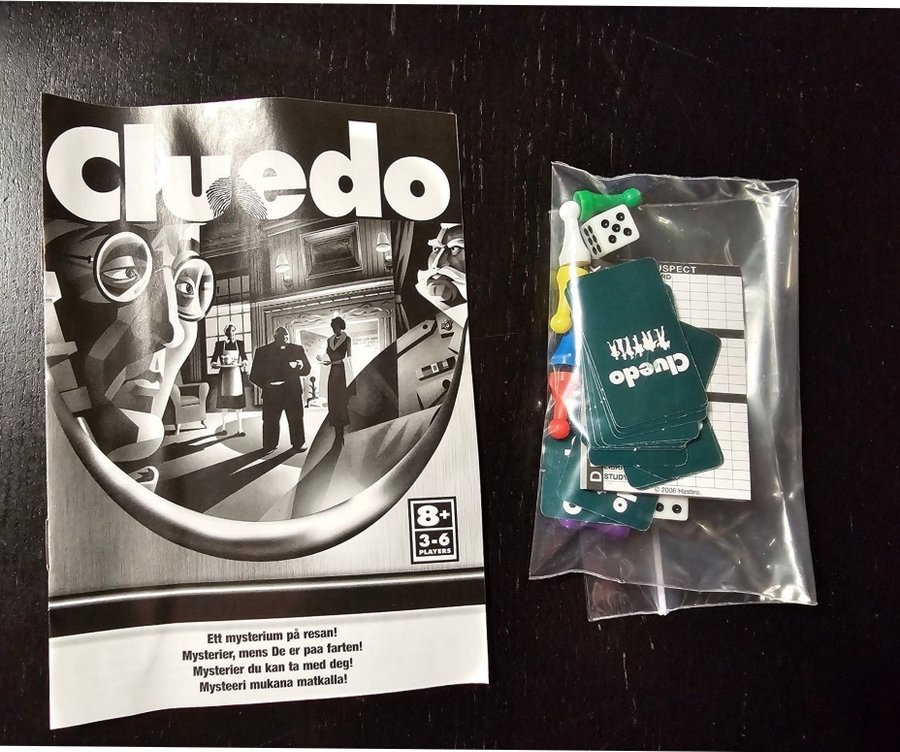 Cluedo
8+
3-6
PLAYERS
Ett mysterium på resan!
Mysterier, mens De er paa farten!
Mysterier du kan ta med deg!
Mysteeri mukana matkalla!
Cluedo
STUDY
© 2006 Hasbro.